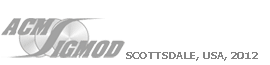 ACM
SIGMOD
SCOTTSDALE, USA, 2012